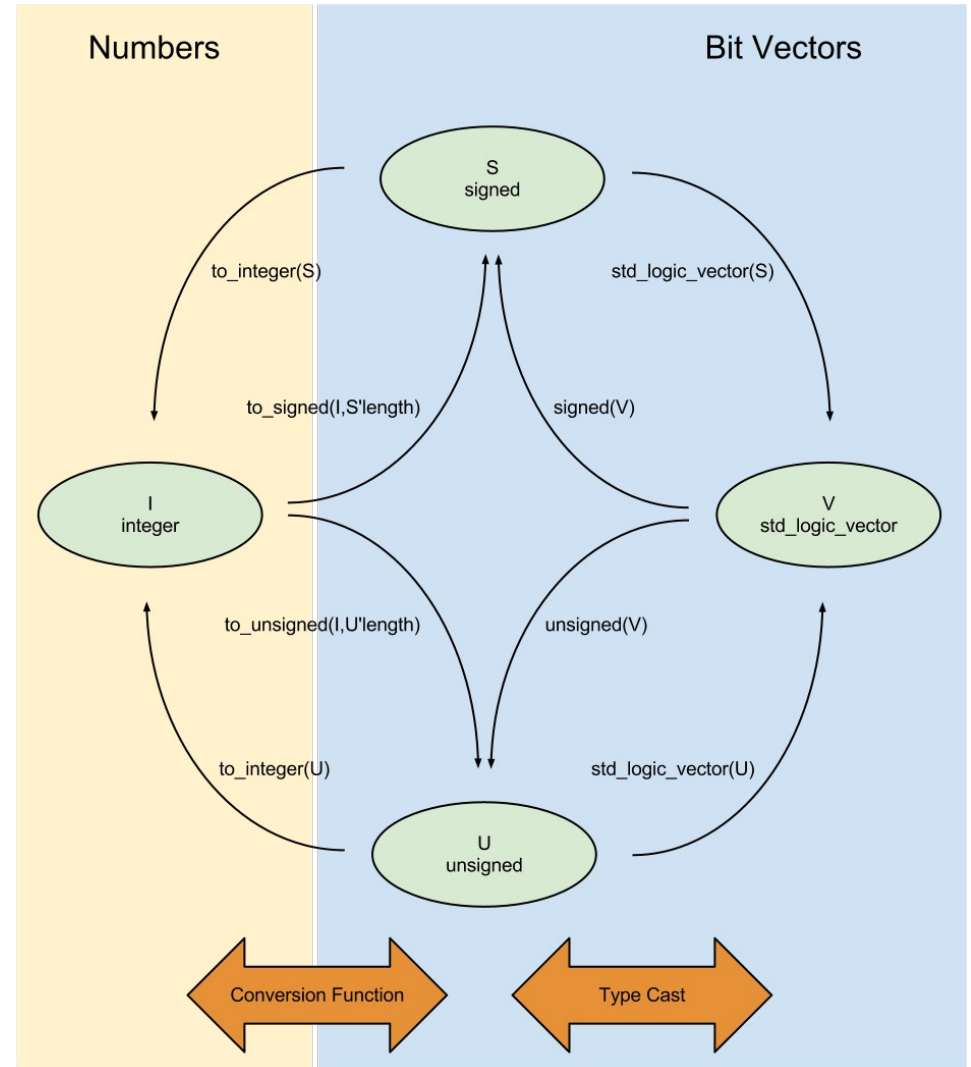 Numbers
Bit Vectors
S
signed
to_integer(S)
std_logic_vector(S)
to_signed(I,S'length)
signed(V)
I
integer
V
std_logic_vector
to_unsigned(I,U'length)
unsigned(V)
to_integer(U)
std_logic_vector(U)
U
unsigned
Conversion Function
Type Cast